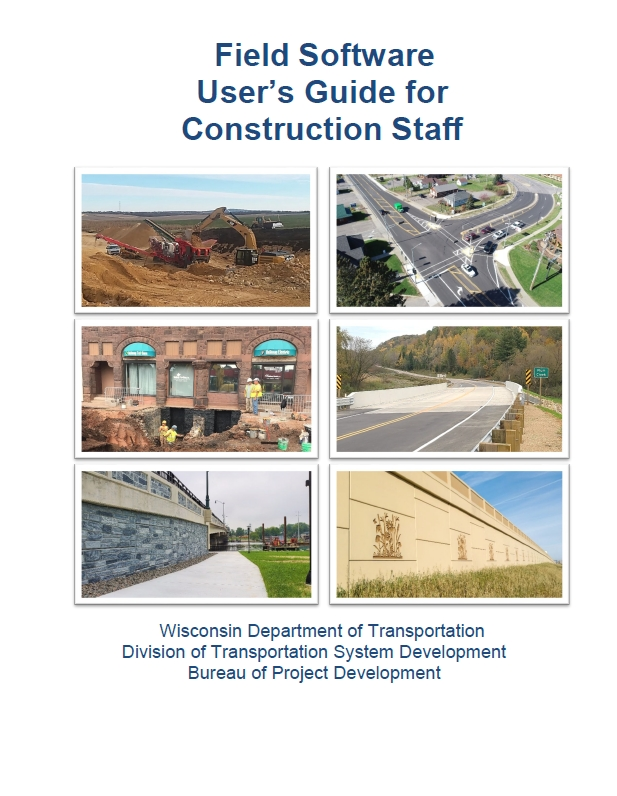 Field Software
User's Guide for
Construction Staff
Wisconsin Department of Transportation
Division of Transportation System Development
Bureau of Project Development